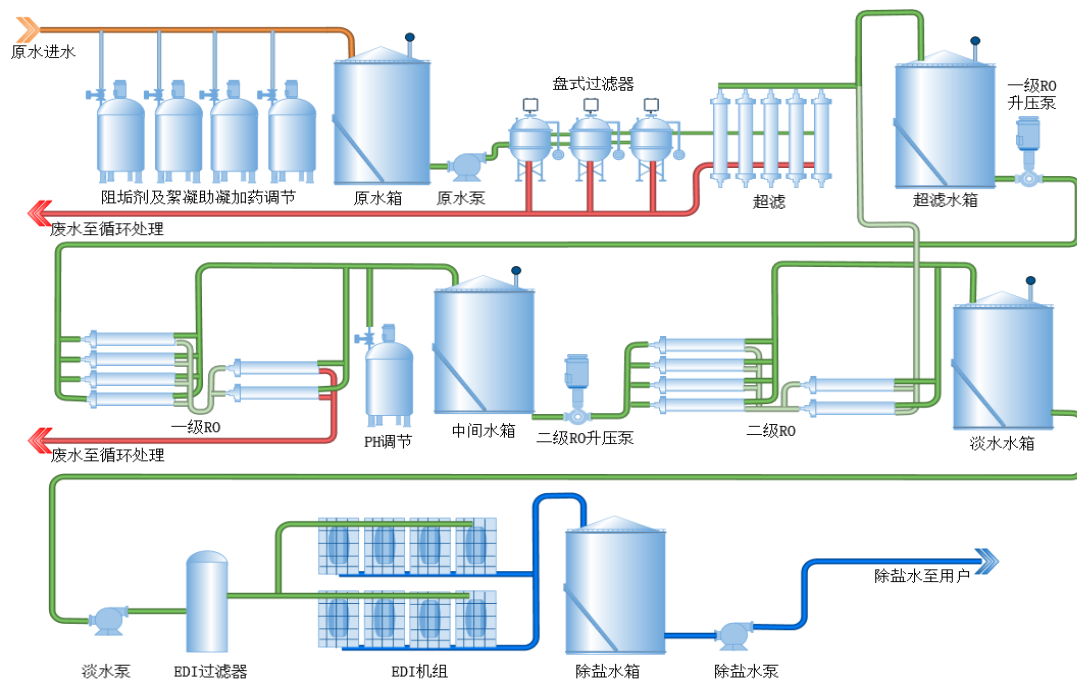 原水进水
盘式过滤器
一级RO
升压泵
阻垢剂及絮凝助凝加药调节
原水箱
原水泵
超滤
超滤水箱
废水至循环处理
一级RO
PH调节
中间水箱
二级RO升压泵
二级RO
淡水水箱
废水至循环处理
除盐水至用户
淡水泵
EDI过滤器
EDI机组
除盐水箱
除盐水泵